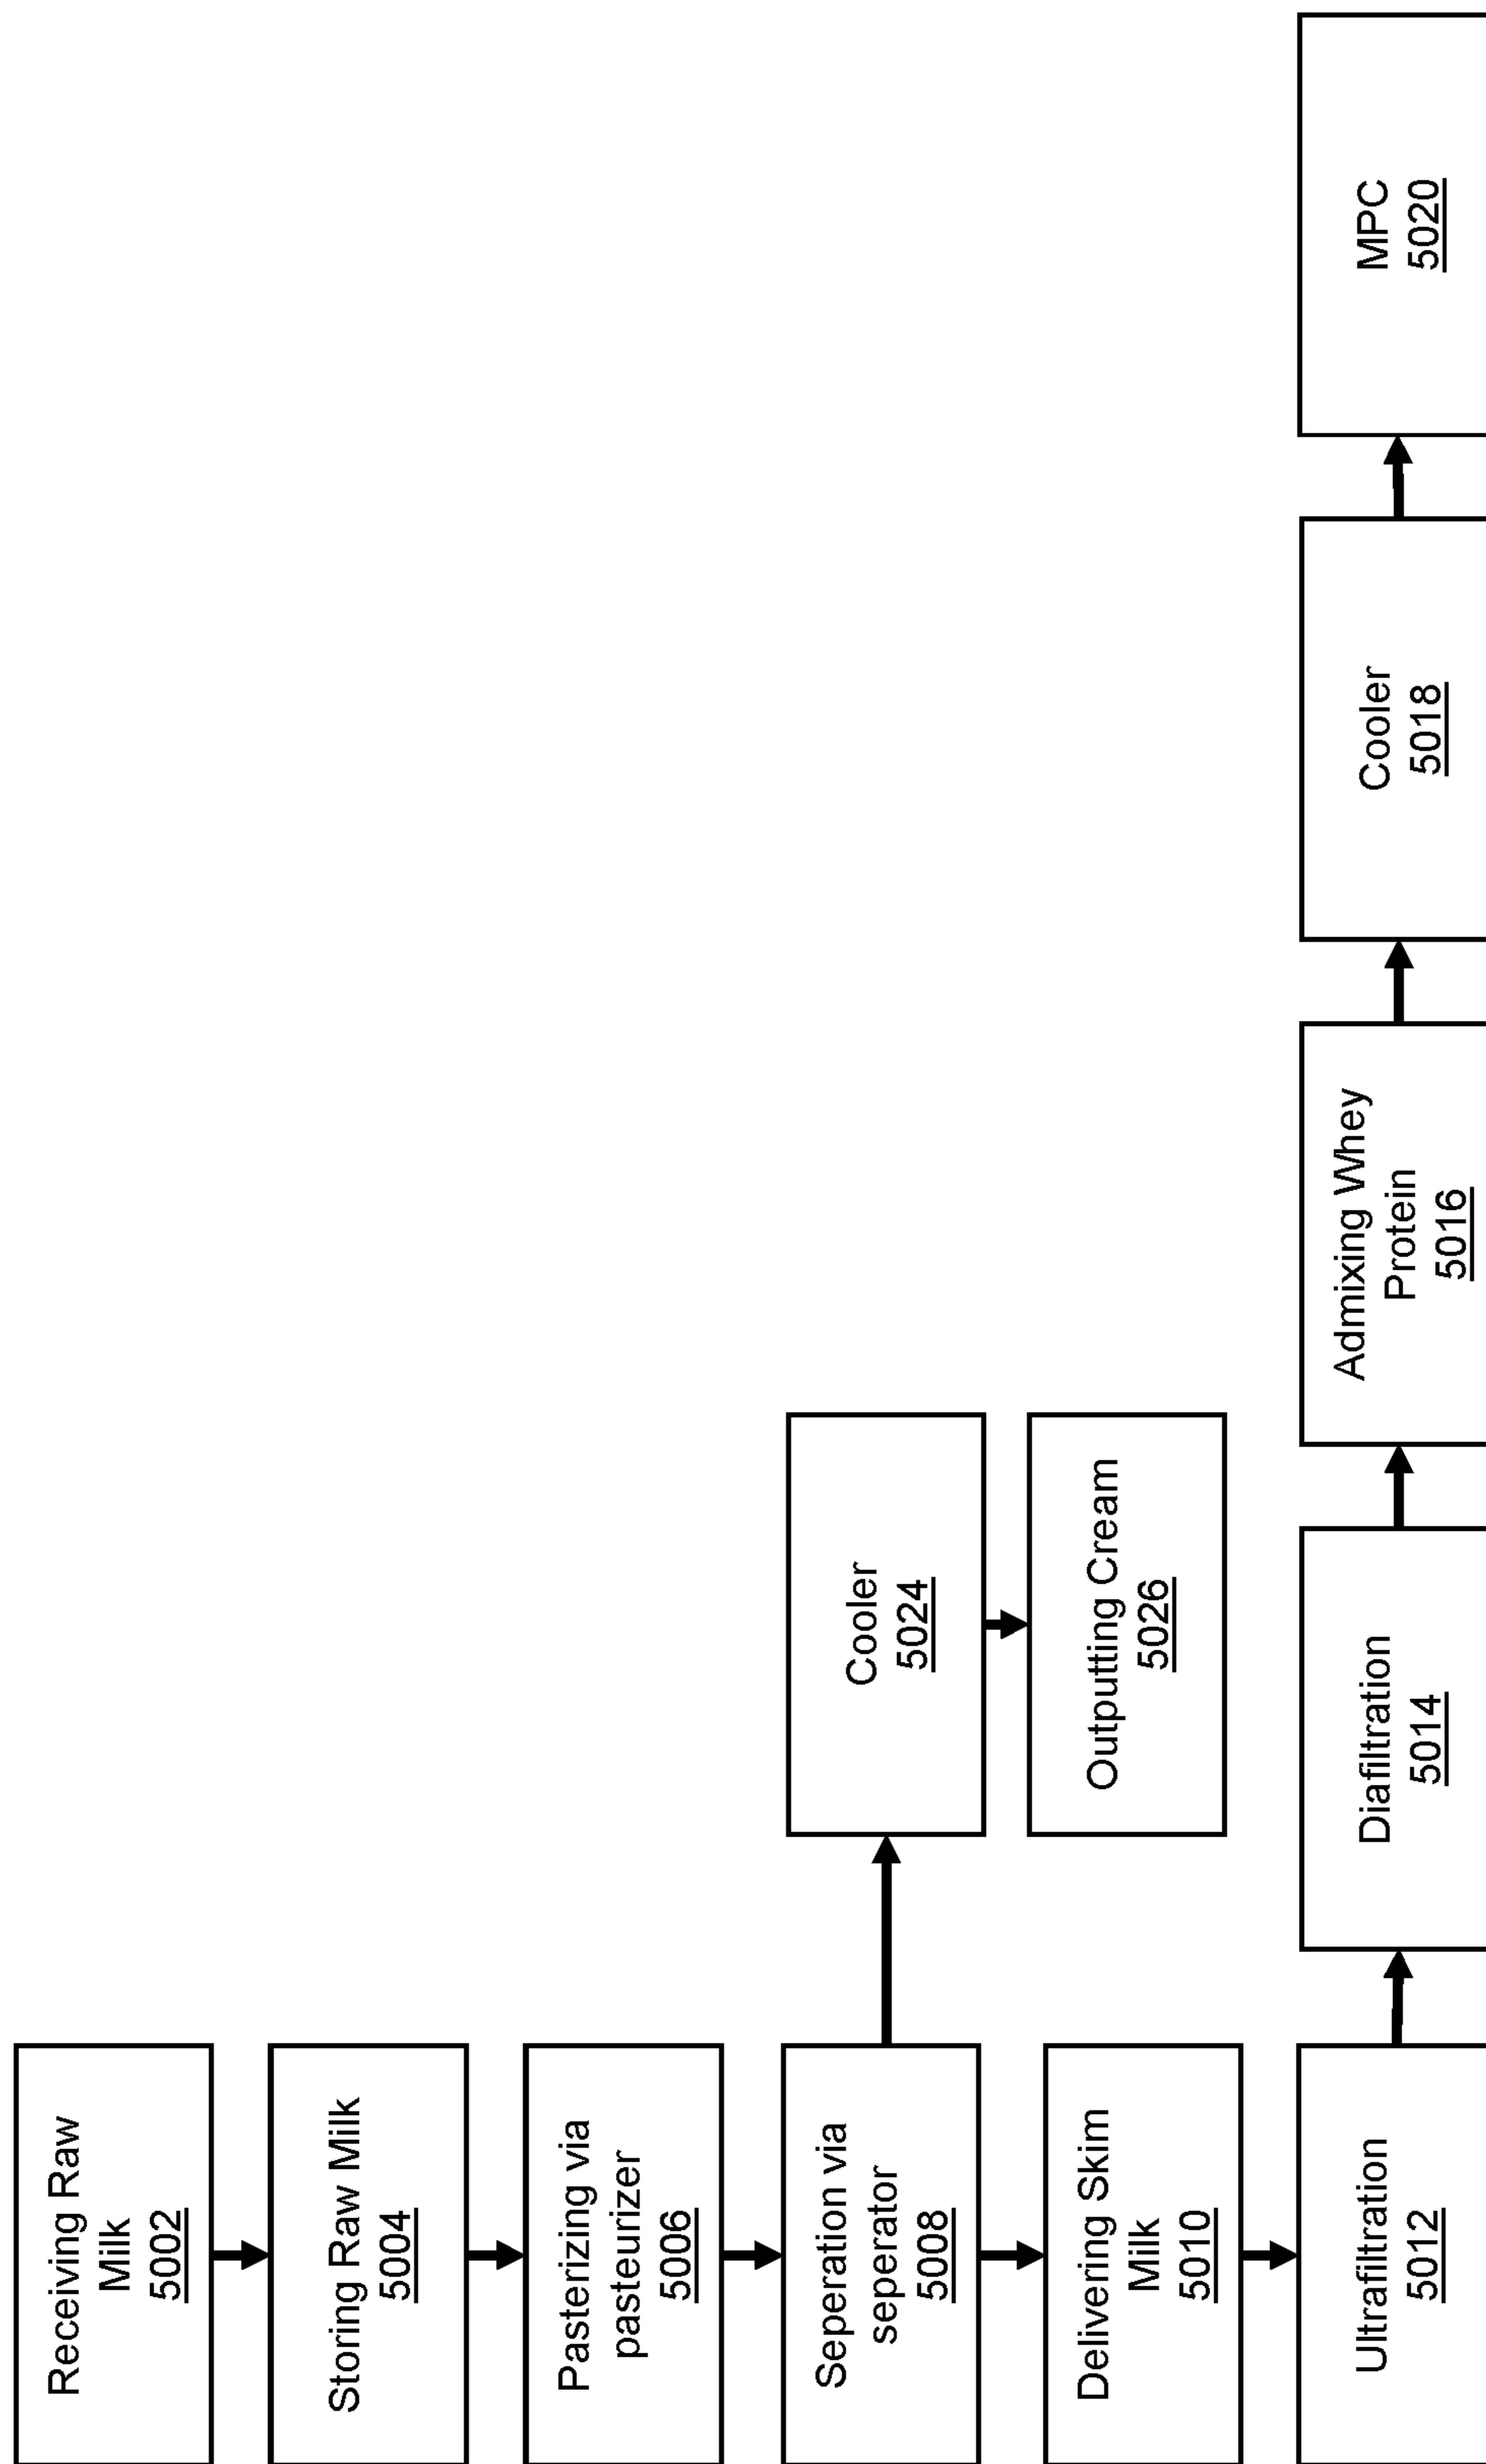 Receiving Raw
Milk
5002
Storing Raw Milk
5004
Pasterizing via
pasteurizer
5006
Seperation via
seperator
5008
Cooler
5024
Outputting Cream
5026
Delivering Skim
Milk
5010
Ultrafiltration
5012
Diafiltration
5014
Admixing Whey
Protein
5016
Cooler
5018
MPC
5020